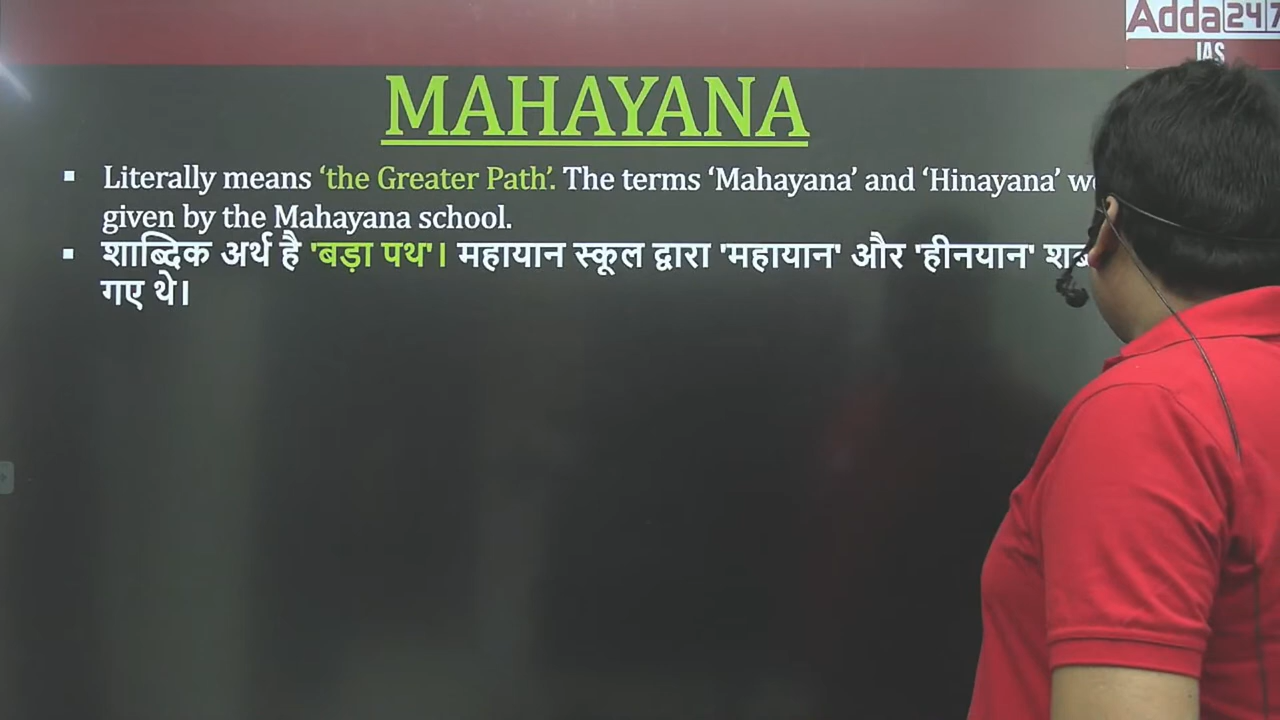 Adda247
IAS
MAHAYANA
▪ Literally means ‘the Greater Path’. The terms ‘Mahayana’ and ‘Hinayana’
given by the Mahayana school.
▪ शाब्दिक अर्थ है 'बड़ा पथ'। महायान स्कूल द्वारा 'महायान' और 'हीनयान'
गए थे।